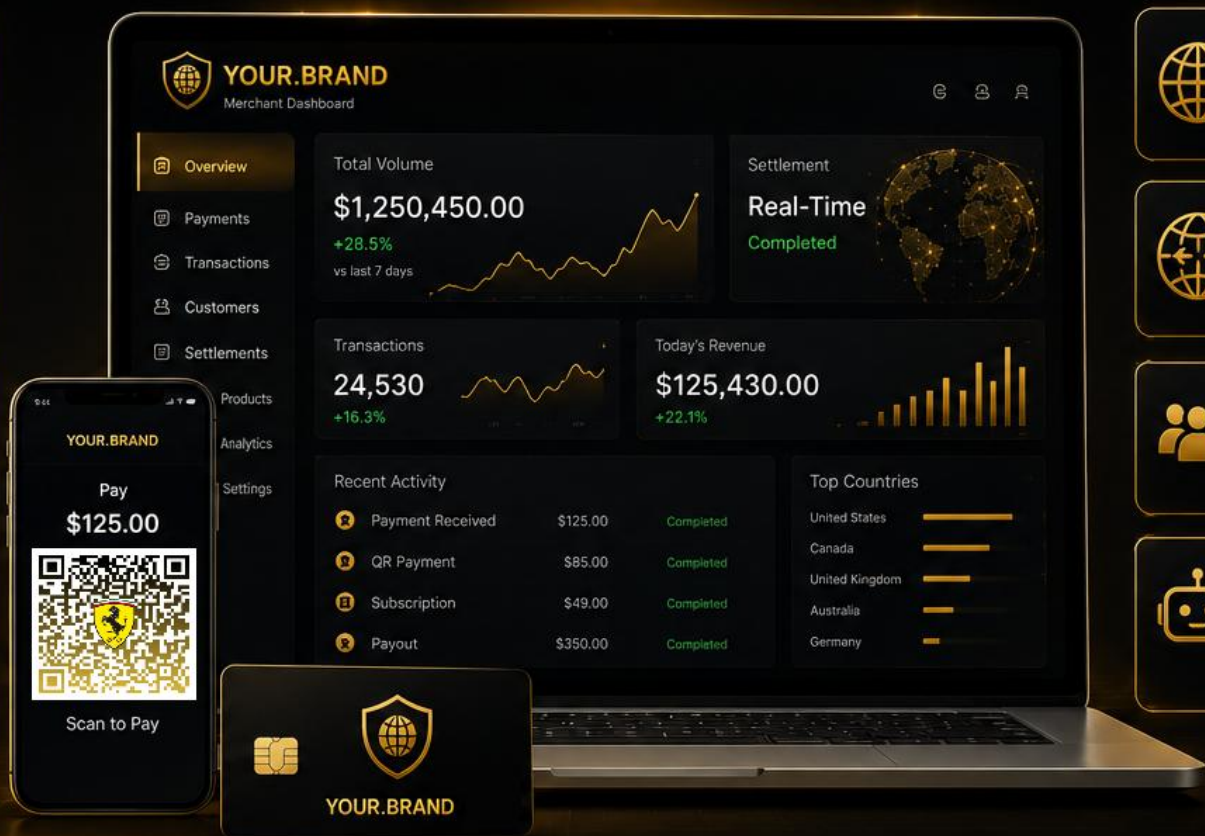 YOUR.BRAND
Merchant Dashboard
Overview
Payments
Transactions
Customers
Settlements
Products
Analytics
Settings
Total Volume
$1,250,450.00
+28.5%
vs last 7 days
Settlement
Real-Time
Completed
Transactions
24,530
+16.3%
Today's Revenue
$125,430.00
+22.1%
Recent Activity
Payment Received $125.00 Completed
QR Payment $85.00 Completed
Subscription $49.00 Completed
Payout $350.00 Completed
Top Countries
United States
Canada
United Kingdom
Australia
Germany
YOUR.BRAND
Pay
$125.00
Scan to Pay
YOUR.BRAND